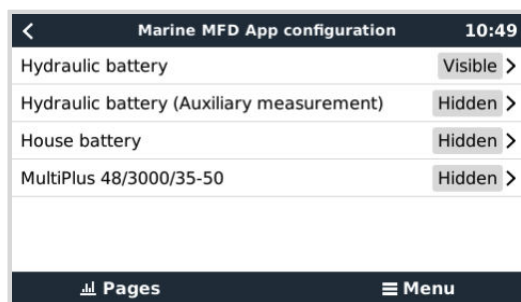 Marine MFD App configuration 10:49
Hydraulic battery Visible
Hydraulic battery (Auxiliary measurement) Hidden
House battery Hidden
MultiPlus 48/3000/35-50 Hidden
Pages Menu